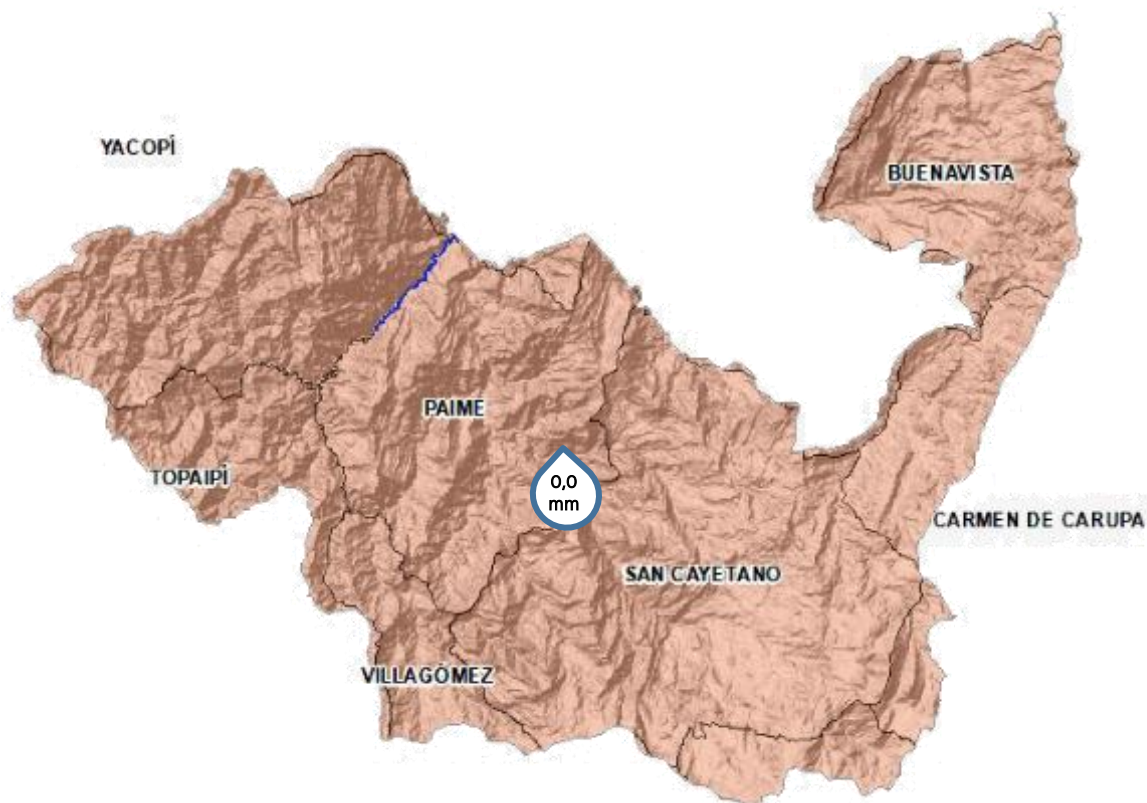 YACOPÍ
BUENAVISTA
PAIME
TOPAIPÍ
0,0
mm
CARMEN DE CARUPA
SAN CAYETANO
VILLAGÓMEZ